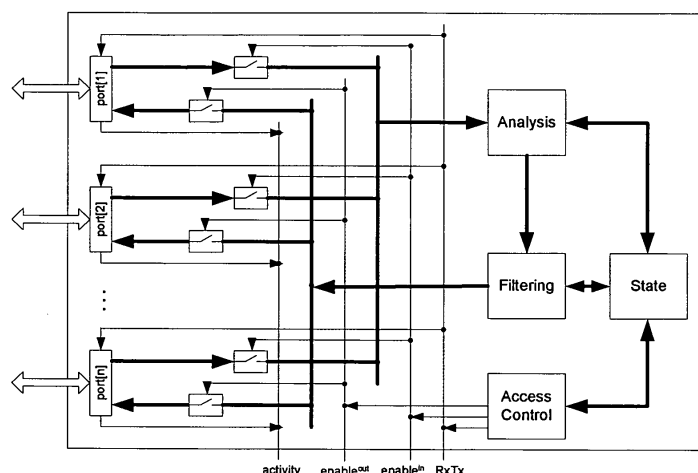 port[1]
Analysis
port[2]
Filtering
State
...
port[n]
Access
Control
activity
enable^out
enable^in
RxTx